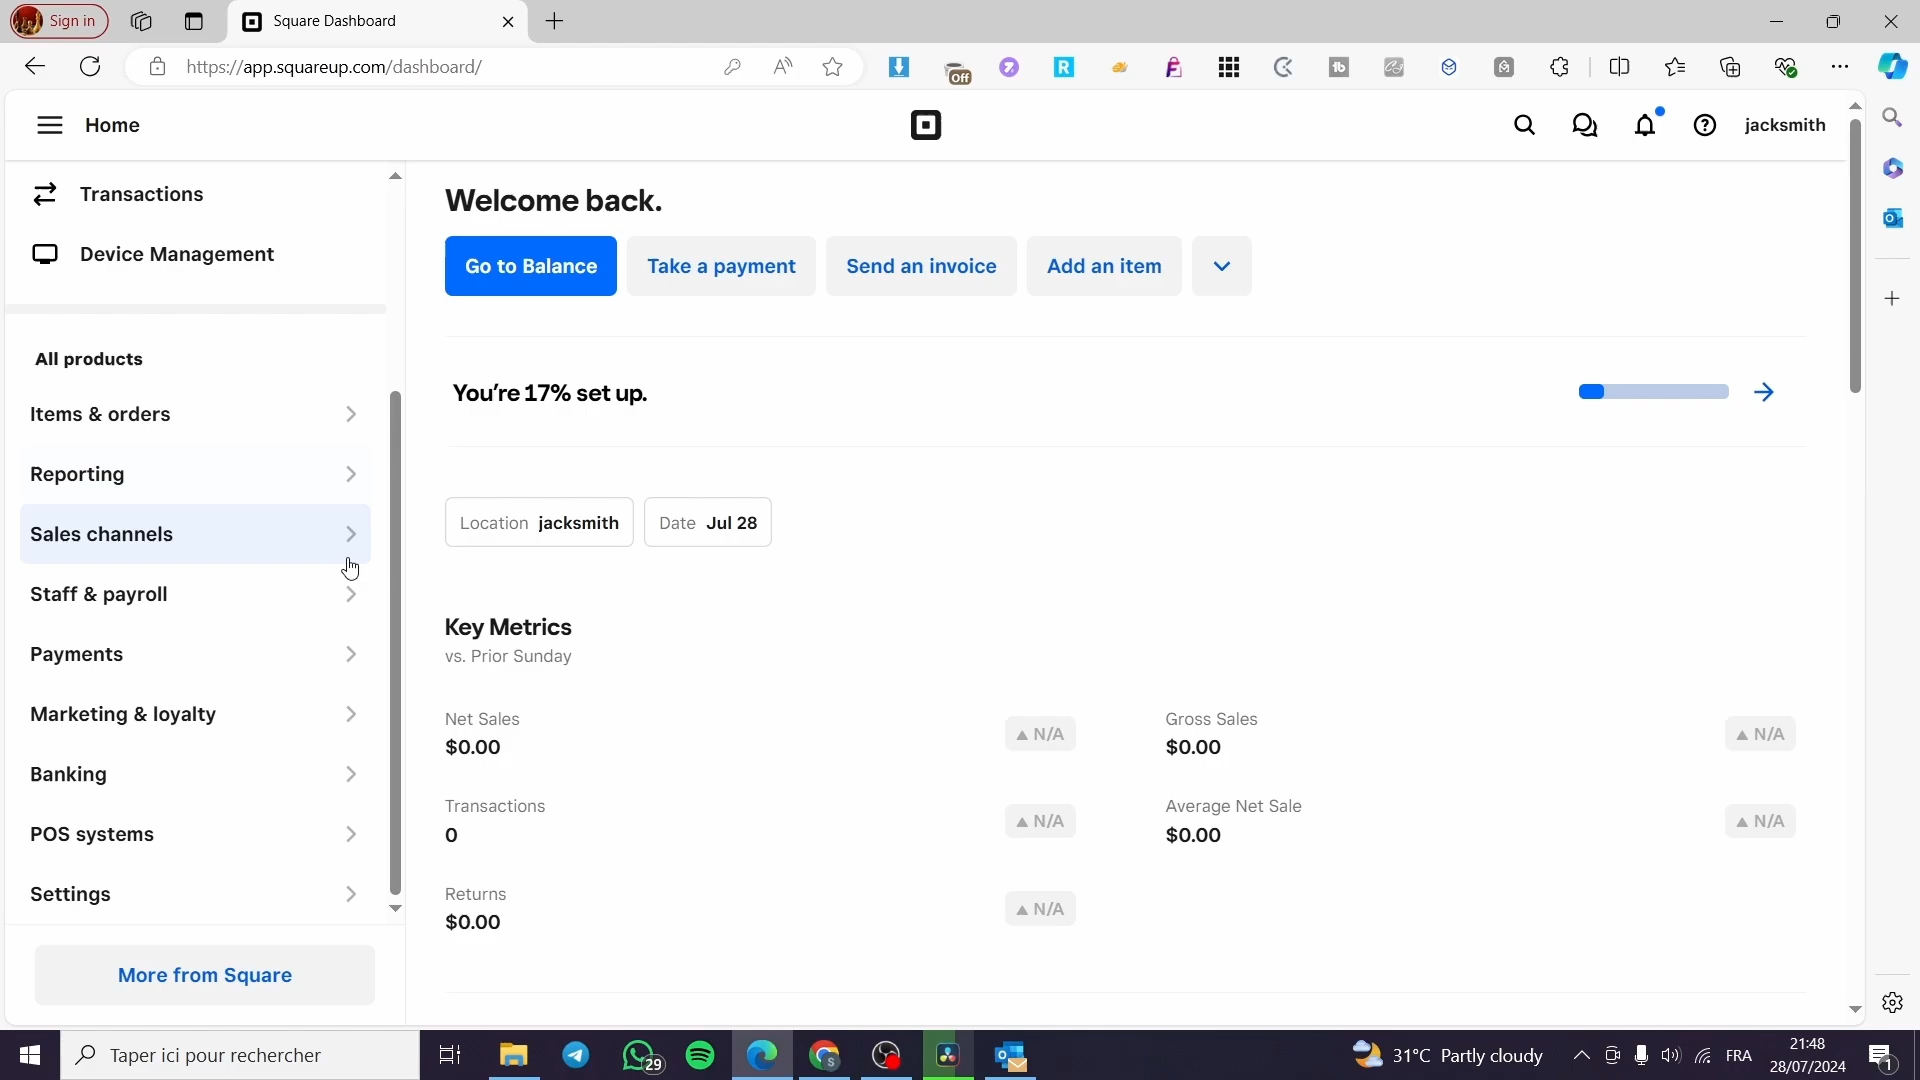 Sign in
Square Dashboard
https://app.squareup.com/dashboard/
Off
Home
jacksmith
Transactions
Device Management
All products
Items & orders
Reporting
Sales channels
Staff & payroll
Payments
Marketing & loyalty
Banking
POS systems
Settings
More from Square
Welcome back.
Go to Balance
Take a payment
Send an invoice
Add an item
You're 17% set up.
Location jacksmith
Date Jul 28
Key Metrics
vs. Prior Sunday
Net Sales
$0.00
N/A
Gross Sales
$0.00
N/A
Transactions
0
N/A
Average Net Sale
$0.00
N/A
Returns
$0.00
N/A
Taper ici pour rechercher
29
31°C Partly cloudy
FRA
21:48
28/07/2024
1